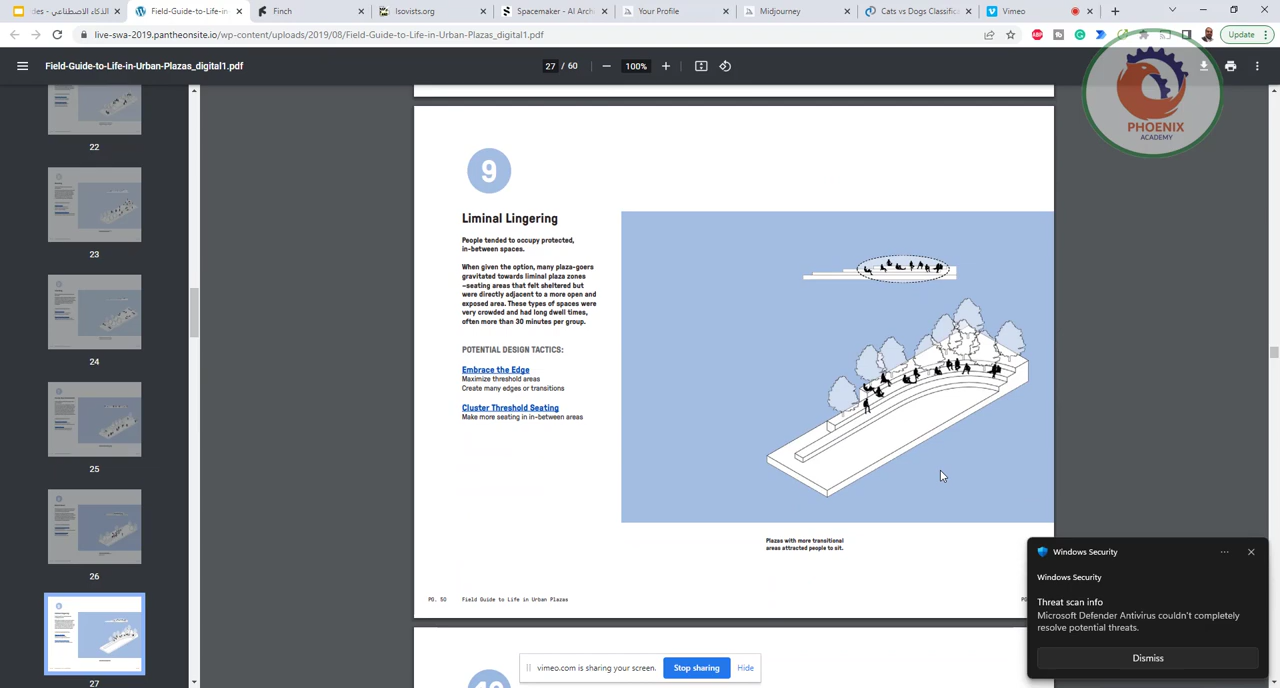 الذكاء الاصطناعي - des
Field-Guide-to-Life-in
Finch
Isovists.org
Spacemaker - AI Archi
Your Profile
Midjourney
Cats vs Dogs Classific
Vimeo
live-swa-2019.pantheonsite.io/wp-content/uploads/2019/08/Field-Guide-to-Life-in-Urban-Plazas_digital1.pdf
Update
Field-Guide-to-Life-in-Urban-Plazas_digital1.pdf
27 / 60
100%
PHOENIX
ACADEMY
22
23
24
25
26
27
9
Liminal Lingering
People tended to occupy protected,
in-between spaces.
When given the option, many plaza-goers
gravitated towards liminal plaza zones
–seating areas that felt sheltered but
were directly adjacent to a more open and
exposed area. These types of spaces were
very crowded and had long dwell times,
often more than 30 minutes per group.
POTENTIAL DESIGN TACTICS:
Embrace the Edge
Maximize threshold areas
Create many edges or transitions
Cluster Threshold Seating
Make more seating in in-between areas
Plazas with more transitional
areas attracted people to sit.
PG. 50 Field Guide to Life in Urban Plazas
PG
10
vimeo.com is sharing your screen.
Stop sharing
Hide
Windows Security
Windows Security
Threat scan info
Microsoft Defender Antivirus couldn't completely
resolve potential threats.
Dismiss